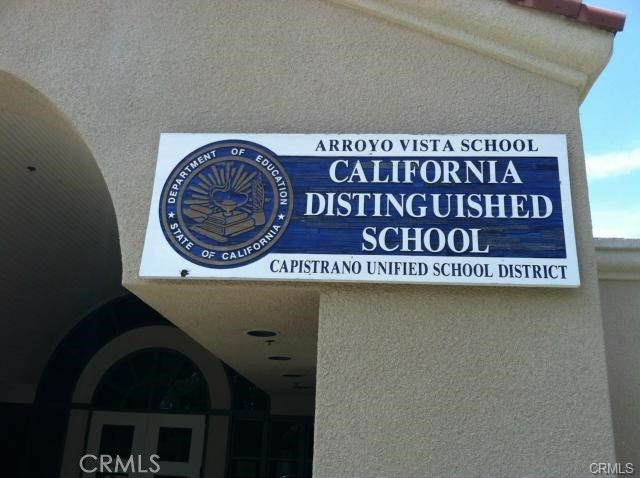 ARROYO VISTA SCHOOL
CALIFORNIA
DISTINGUISHED
SCHOOL
CAPISTRANO UNIFIED SCHOOL DISTRICT
DEPARTMENT OF EDUCATION
STATE OF CALIFORNIA
CRMLS
CRMLS